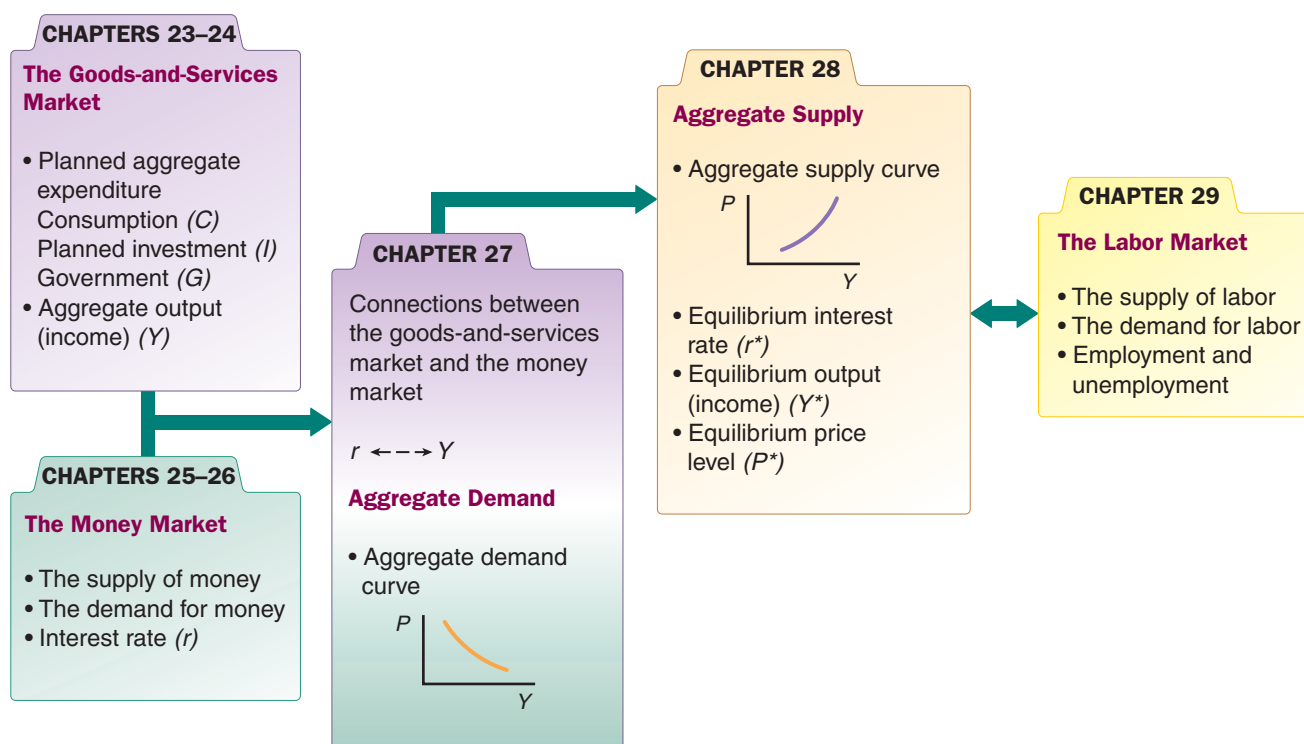 CHAPTERS 23–24
The Goods-and-Services
Market
• Planned aggregate
expenditure
Consumption (C)
Planned investment (I)
Government (G)
• Aggregate output
(income) (Y)
CHAPTERS 25–26
The Money Market
• The supply of money
• The demand for money
• Interest rate (r)
CHAPTER 27
Connections between
the goods-and-services
market and the money
market
r ←––→ Y
Aggregate Demand
• Aggregate demand
curve
P
Y
CHAPTER 28
Aggregate Supply
• Aggregate supply curve
P
Y
• Equilibrium interest
rate (r*)
• Equilibrium output
(income) (Y*)
• Equilibrium price
level (P*)
CHAPTER 29
The Labor Market
• The supply of labor
• The demand for labor
• Employment and
unemployment